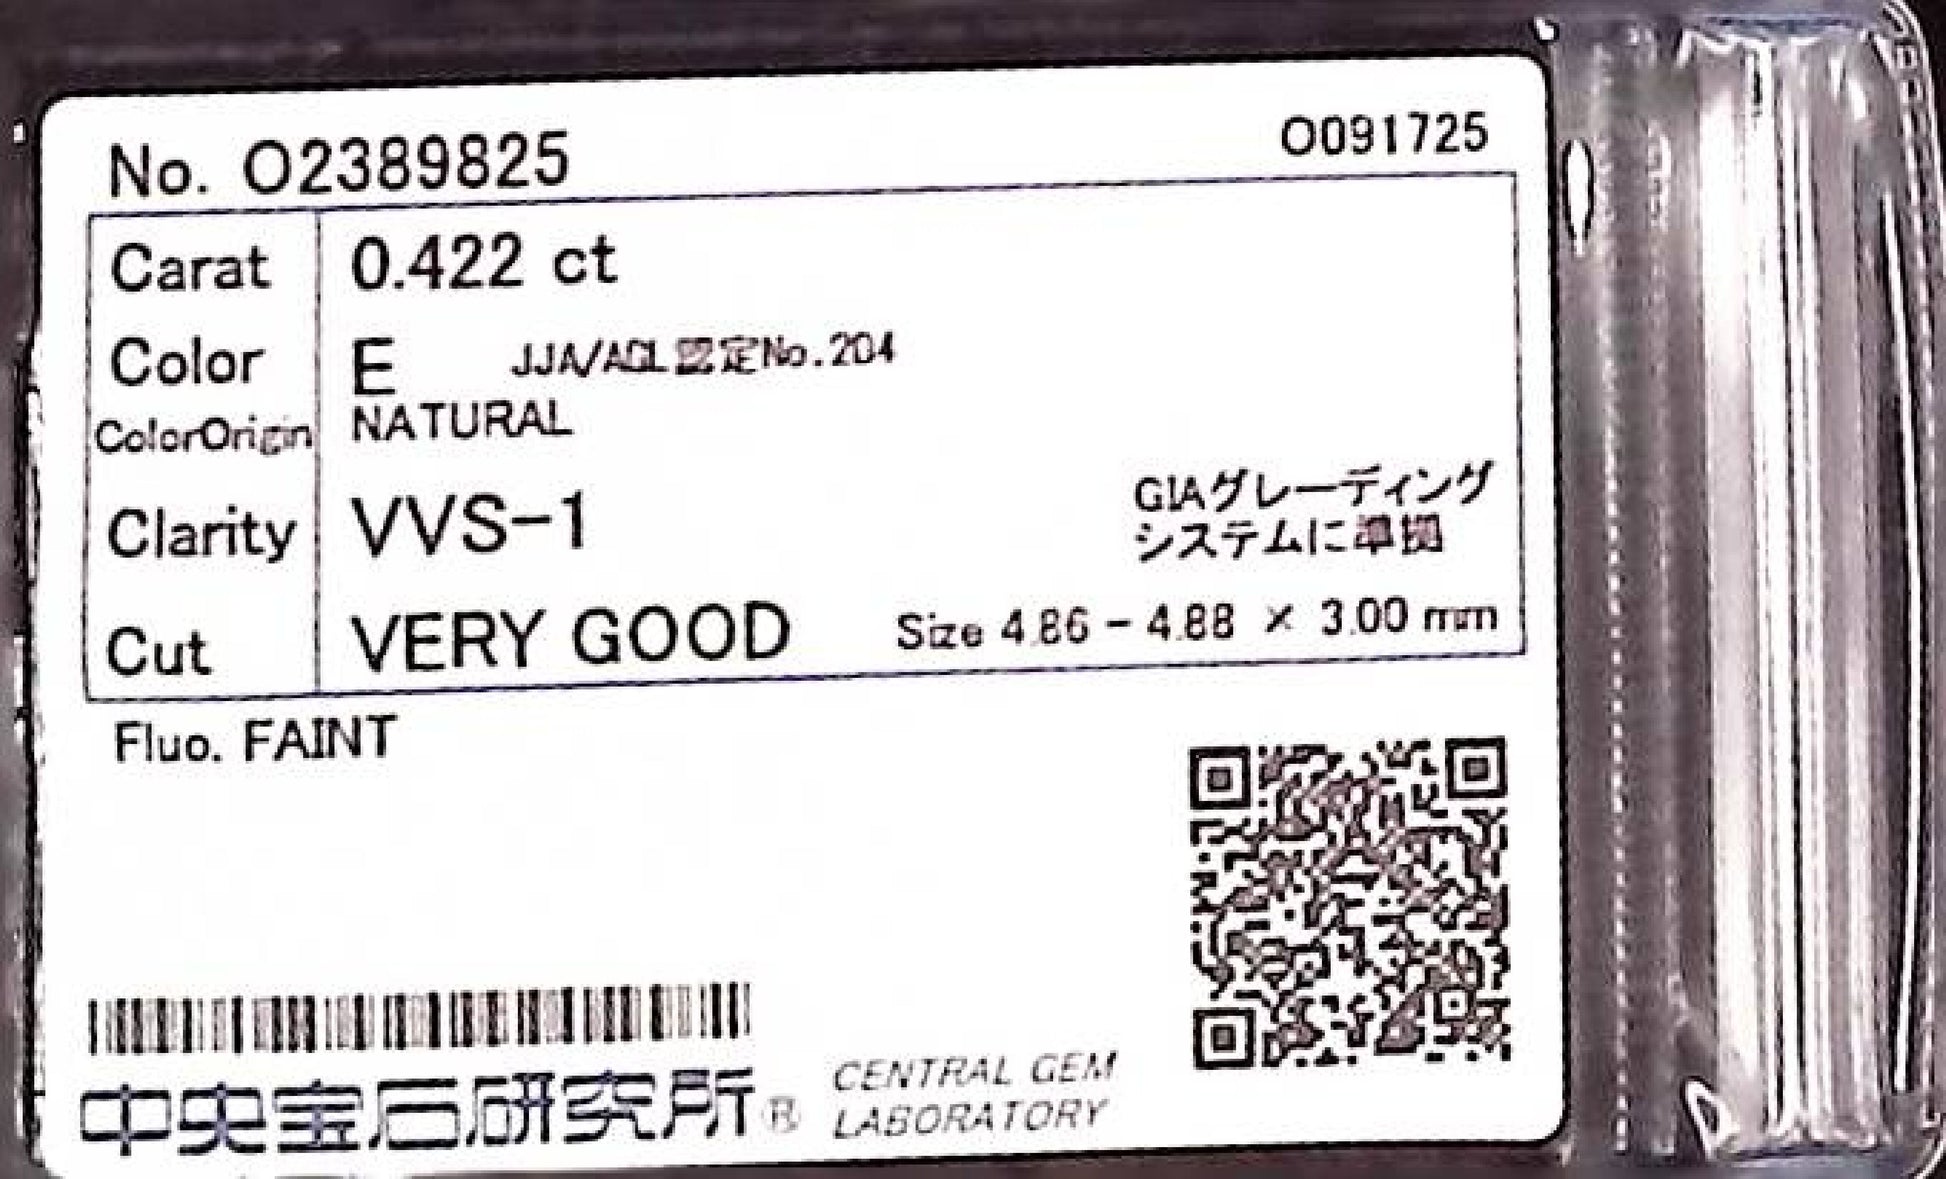 No. O2389825
O091725
Carat 0.422 ct
Color E JJA/AGL認定No.204
ColorOrigin NATURAL
Clarity VVS-1
GIAグレーディング
システムに準拠
Cut VERY GOOD Size 4.86 - 4.88 × 3.00 mm
Fluo. FAINT
中央宝石研究所® CENTRAL GEM
LABORATORY